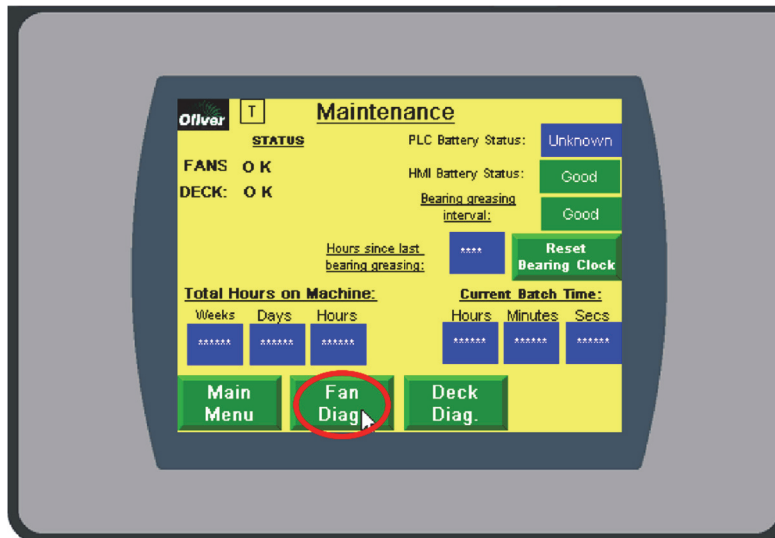 Oliver T Maintenance
STATUS
FANS O K
DECK: O K
PLC Battery Status: Unknown
HMI Battery Status: Good
Bearing greasing
interval:
Good
Hours since last
bearing greasing:
****
Reset
Bearing Clock
Total Hours on Machine:
Weeks Days Hours
****** ****** ******
Current Batch Time:
Hours Minutes Secs
****** ****** ******
Main
Menu
Fan
Diag.
Deck
Diag.